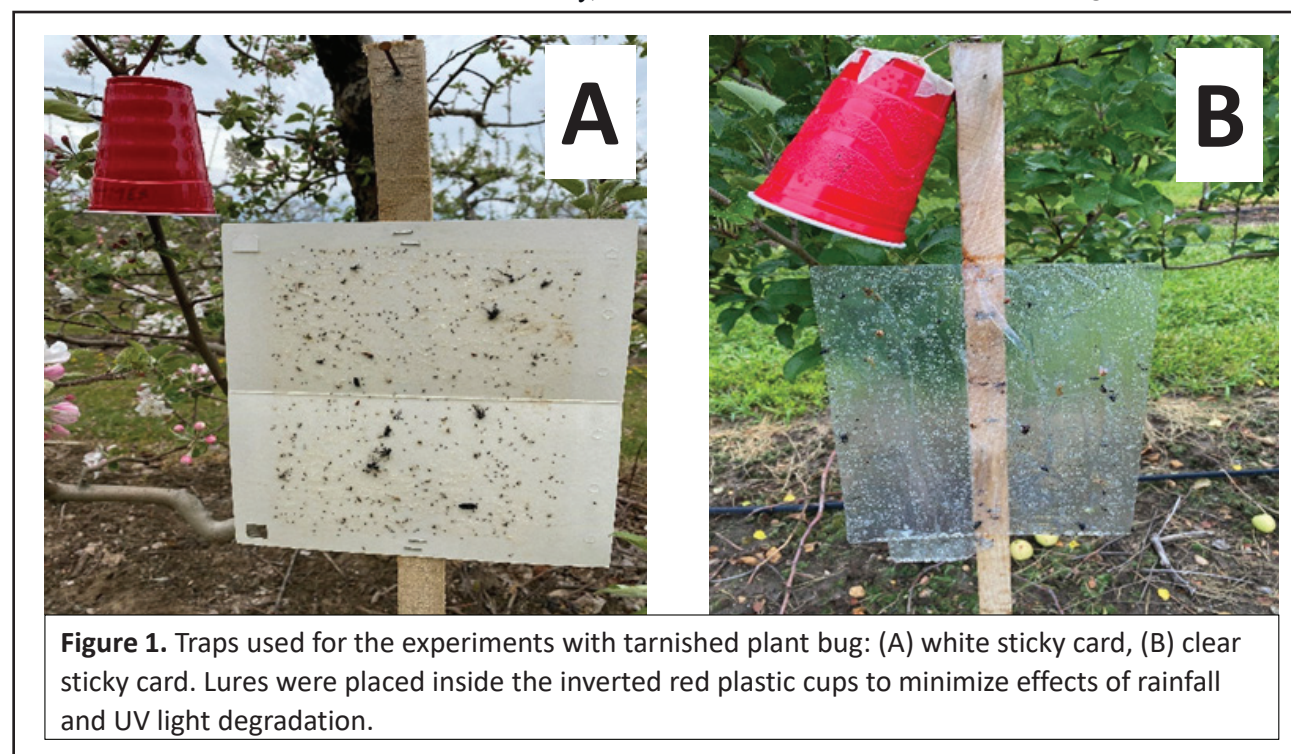 A
B
Figure 1. Traps used for the experiments with tarnished plant bug: (A) white sticky card, (B) clear
sticky card. Lures were placed inside the inverted red plastic cups to minimize effects of rainfall
and UV light degradation.